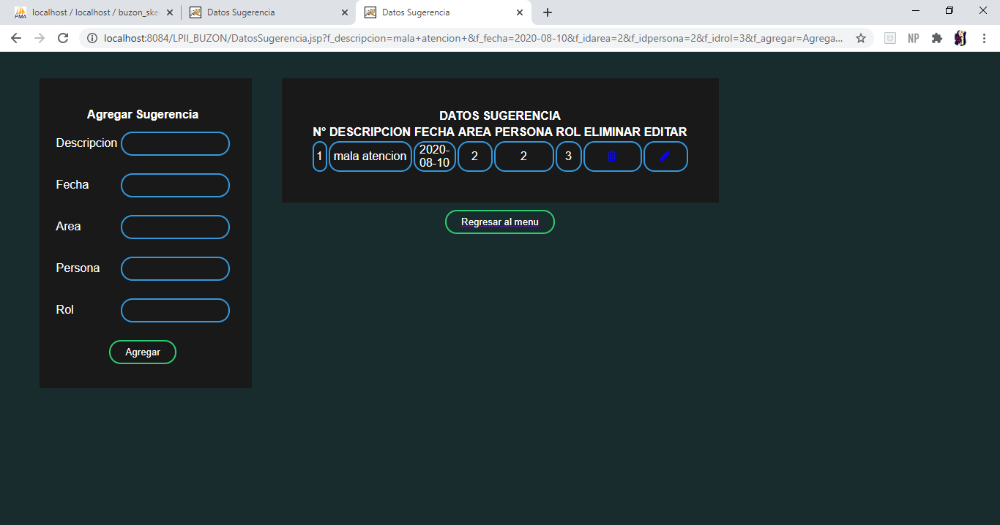 PMA localhost / localhost / buzon_ske
Datos Sugerencia
Datos Sugerencia
localhost:8084/LPII_BUZON/DatosSugerencia.jsp?f_descripcion=mala+atencion+&f_fecha=2020-08-10&f_idarea=2&f_idpersona=2&f_idrol=3&f_agregar=Agrega...
NP
Agregar Sugerencia
Descripcion
Fecha
Area
Persona
Rol
Agregar
DATOS SUGERENCIA
N° DESCRIPCION FECHA AREA PERSONA ROL ELIMINAR EDITAR
1 mala atencion 2020-08-10 2 2 3
Regresar al menu